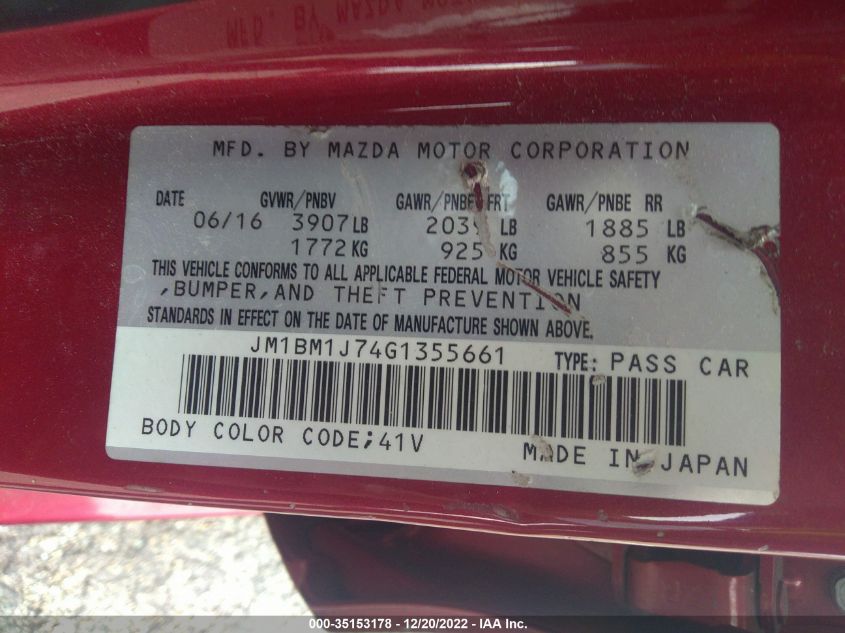 MFD. BY MAZDA MOTOR CORPORATION
DATE GVWR/PNBV GAWR/PNBE FRT GAWR/PNBE RR
06/16 3907LB 2039 LB 1885 LB
1772KG 925 KG 855 KG
THIS VEHICLE CONFORMS TO ALL APPLICABLE FEDERAL MOTOR VEHICLE SAFETY
,BUMPER,AND THEFT PREVENTION
STANDARDS IN EFFECT ON THE DATE OF MANUFACTURE SHOWN ABOVE.
JM1BM1J74G1355661 TYPE: PASS CAR
BODY COLOR CODE;41V MADE IN JAPAN
000-35153178 - 12/20/2022 - IAA Inc.